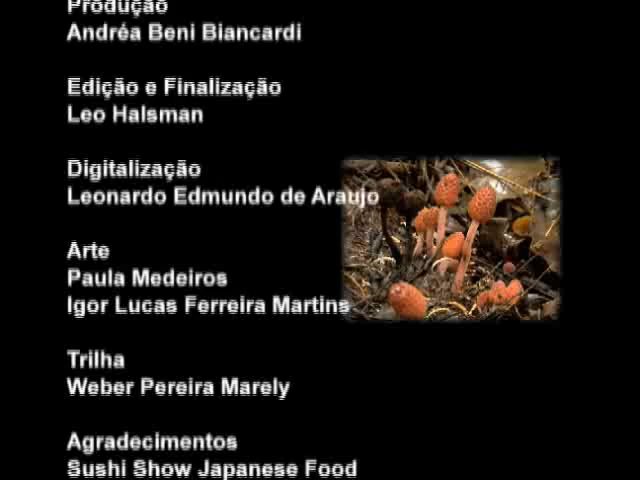 Produção
Andréa Beni Biancardi
Edição e Finalização
Leo Halsman
Digitalização
Leonardo Edmundo de Araujo
Arte
Paula Medeiros
Igor Lucas Ferreira Martins
Trilha
Weber Pereira Marely
Agradecimentos
Sushi Show Japanese Food